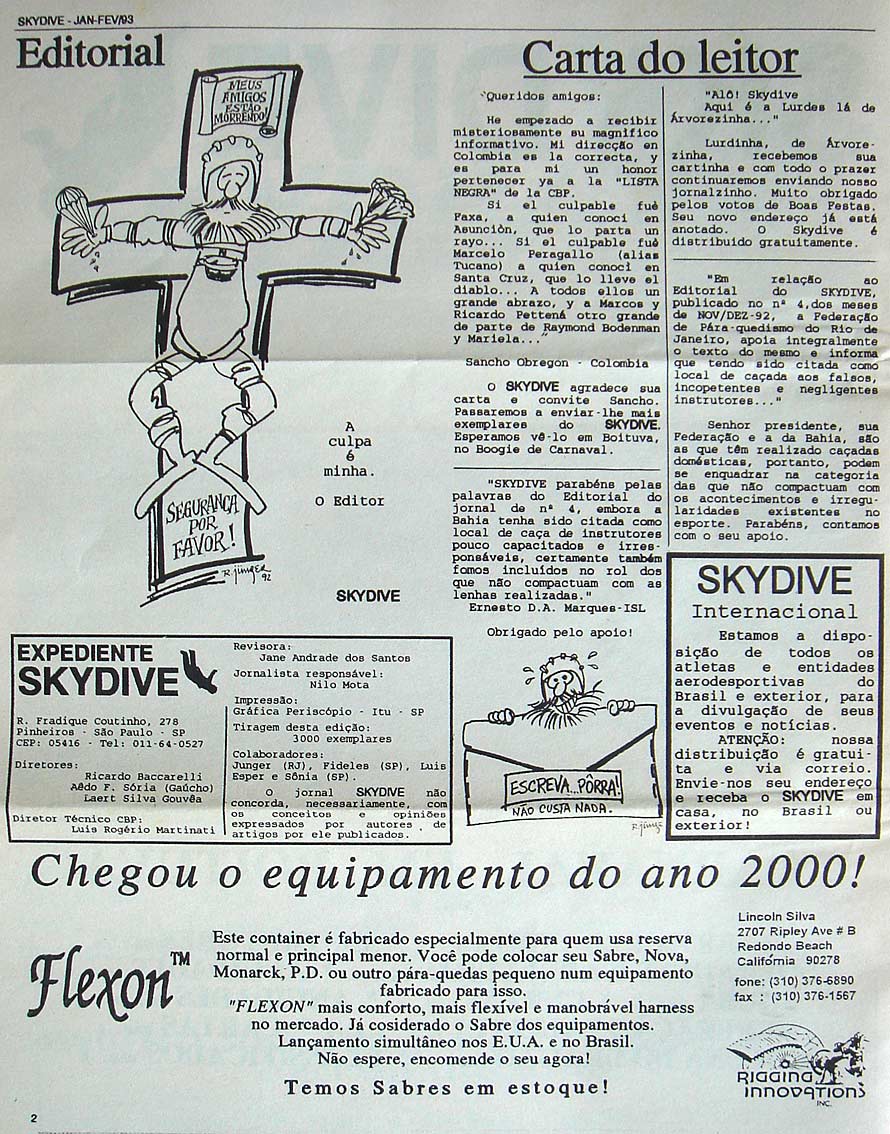 SKYDIVE - JAN-FEV/93
Editorial
MEUS
AMIGOS
ESTÃO
MORRENDO!
SEGURANÇA
POR
FAVOR!
R. Jünger
92
A
culpa
é
minha.
O Editor
SKYDIVE
Carta do leitor
"Queridos amigos:
He empezado a recibir
misteriosamente su magnifico
informativo. Mi direcçõ en
Colombia es la correcta, y
es para mi un honor
pertenecer ya a la "LISTA
NEGRA" de la CBP.
Si el culpable fuè
Faxa, a quien conoci en
Asunciòn, que lo parta un
rayo... Si el culpable fuè
Marcelo Peragallo (alias
Tucano) a quien conoci en
Santa Cruz, que lo lleve el
diablo... A todos ellos un
grande abrazo, y a Marcos y
Ricardo Pettenà otro grande
de parte de Raymond Bodenman
y Mariela..."
Sancho Obregon - Colombia
O SKYDIVE agradece sua
carta e convite Sancho.
Passaremos a enviar-lhe mais
exemplares do SKYDIVE.
Esperamos vê-lo em Boituva,
no Boogie de Carnaval.
"SKYDIVE parabéns pelas
palavras do Editorial do
jornal de nª 4, embora a
Bahia tenha sido citada como
local de caça de instrutores
pouco capacitados e irres-
ponsáveis, certamente também
fomos incluídos no rol dos
que não compactuam com as
lenhas realizadas."
Ernesto D.A. Marques-ISL
Obrigado pelo apoio!
ESCREVA...PÔRRA!
NÃO CUSTA NADA.
R. Jünger
"Alô! Skydive
Aqui é a Lurdes lá de
Árvorezinha..."
Lurdinha, de Árvore-
zinha, recebemos sua
cartinha e com todo o prazer
continuaremos enviando nosso
jornalzinho. Muito obrigado
pelos votos de Boas Festas.
Seu novo endereço já está
anotado. O Skydive é
distribuido gratuitamente.
"Em relação ao
Editorial do SKYDIVE,
publicado no nª 4,dos meses
de NOV/DEZ-92, a Federação
de Pára-quedismo do Rio de
Janeiro, apoia integralmente
o texto do mesmo e informa
que tendo sido citada como
local de caçada aos falsos,
incopetentes e negligentes
instrutores..."
Senhor presidente, sua
Federação e a da Bahia, são
as que têm realizado caçadas
domésticas, portanto, podem
se enquadrar na categoria
das que não compactuam com
os acontecimentos e irregu-
laridades existentes no
esporte. Parabéns, contamos
com o seu apoio.
SKYDIVE
Internacional
Estamos a dispo-
sição de todos os
atletas e entidades
aerodesportivas do
Brasil e exterior, para
a divulgação de seus
eventos e notícias.
ATENÇÃO: nossa
distribuição é gratui-
ta e via correio.
Envie-nos seu endereço
e receba o SKYDIVE em
casa, no Brasil ou
exterior!
EXPEDIENTE
SKYDIVE
R. Fradique Coutinho, 278
Pinheiros - São Paulo - SP
CEP: 05416 - Tel: 011-64-0527
Diretores:
Ricardo Baccarelli
Aêdo F. Sória (Gaúcho)
Laert Silva Gouvêa
Diretor Técnico CBP:
Luis Rogério Martinati
Revisora:
Jane Andrade dos Santos
Jornalista responsável:
Nilo Mota
Impressão:
Gráfica Periscópio - Itu - SP
Tiragem desta edição:
3000 exemplares
Colaboradores:
Junger (RJ), Fideles (SP), Luis
Esper e Sônia (SP).
O jornal SKYDIVE não
concorda, necessariamente, com
os conceitos e opiniões
expressados por autores de
artigos por ele publicados.
Chegou o equipamento do ano 2000!
Flexon™
Este container é fabricado especialmente para quem usa reserva
normal e principal menor. Você pode colocar seu Sabre, Nova,
Monarck, P.D. ou outro pára-quedas pequeno num equipamento
fabricado para isso.
"FLEXON" mais conforto, mais flexível e manobrável harness
no mercado. Já cosiderado o Sabre dos equipamentos.
Lançamento simultâneo nos E.U.A. e no Brasil.
Não espere, encomende o seu agora!
Temos Sabres em estoque!
Lincoln Silva
2707 Ripley Ave # B
Redondo Beach
Califórnia 90278
fone: (310) 376-6890
fax : (310) 376-1567
RIGGING
INNOVATIONS
INC.
2